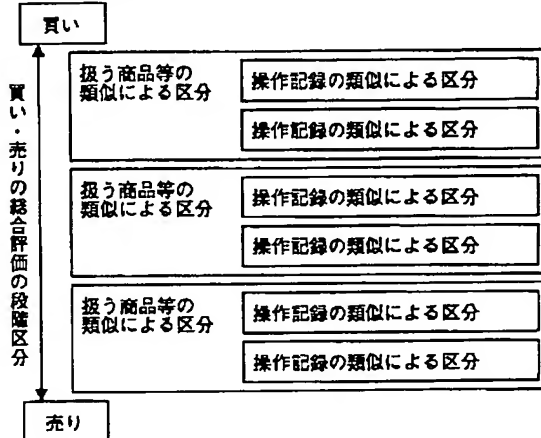 買い
買い・売りの総合評価の段階区分
扱う商品等の
類似による区分
操作記録の類似による区分
操作記録の類似による区分
扱う商品等の
類似による区分
操作記録の類似による区分
操作記録の類似による区分
扱う商品等の
類似による区分
操作記録の類似による区分
操作記録の類似による区分
売り